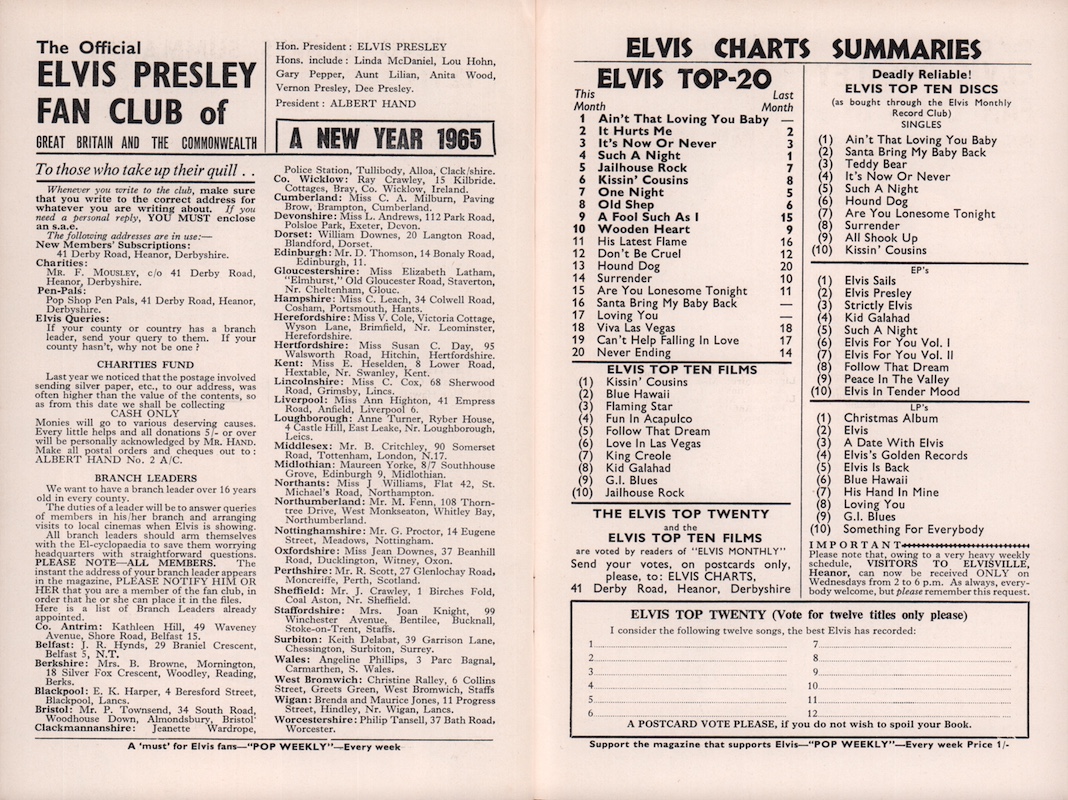 The Official
ELVIS PRESLEY
FAN CLUB of
GREAT BRITAIN AND THE COMMONWEALTH
Hon. President : ELVIS PRESLEY
Hons. include : Linda McDaniel, Lou Hohn,
Gary Pepper, Aunt Lilian, Anita Wood,
Vernon Presley, Dee Presley.
President : ALBERT HAND
A NEW YEAR 1965
To those who take up their quill . .
Whenever you write to the club, make sure
that you write to the correct address for
whatever you are writing about. If you
need a personal reply, YOU MUST enclose
an s.a.e.
The following addresses are in use:—
New Members' Subscriptions:
41 Derby Road, Heanor, Derbyshire.
Charities:
MR. F. MOUSLEY, c/o 41 Derby Road,
Heanor, Derbyshire.
Pen-Pals:
Pop Shop Pen Pals, 41 Derby Road, Heanor,
Derbyshire.
Elvis Queries:
If your county or country has a branch
leader, send your query to them. If your
county hasn't, why not be one ?
CHARITIES FUND
Last year we noticed that the postage involved
sending silver paper, etc., to our address, was
often higher than the value of the contents, so
as from this date we shall be collecting
CASH ONLY
Monies will go to various deserving causes.
Every little helps and all donations 5/- or over
will be personally acknowledged by MR. HAND.
Make all postal orders and cheques out to :
ALBERT HAND No. 2 A/C.
BRANCH LEADERS
We want to have a branch leader over 16 years
old in every county.
The duties of a leader will be to answer queries
of members in his/her branch and arranging
visits to local cinemas when Elvis is showing.
All branch leaders should arm themselves
with the El-cyclopaedia to save them worrying
headquarters with straightforward questions.
PLEASE NOTE—ALL MEMBERS. The
instant the address of your branch leader appears
in the magazine, PLEASE NOTIFY HIM OR
HER that you are a member of the fan club, in
order that he or she can place it in the files.
Here is a list of Branch Leaders already
appointed.
Co. Antrim: Kathleen Hill, 49 Waveney
Avenue, Shore Road, Belfast 15.
Belfast: J. R. Hynds, 29 Braniel Crescent,
Belfast 5, N.T.
Berkshire: Mrs. B. Browne, Mornington,
18 Silver Fox Crescent, Woodley, Reading,
Berks.
Blackpool: E. K. Harper, 4 Beresford Street,
Blackpool, Lancs.
Bristol: Mr. P. Townsend, 34 South Road,
Woodhouse Down, Almondsbury, Bristol
Clackmannanshire: Jeanette Wardrope,
Police Station, Tullibody, Alloa, Clack/shire.
Co. Wicklow: Ray Crawley, 15 Kilbride.
Cottages, Bray, Co. Wicklow, Ireland.
Cumberland: Miss C. A. Milburn, Paving
Brow, Brampton, Cumberland.
Devonshire: Miss L. Andrews, 112 Park Road,
Polsloe Park, Exeter, Devon.
Dorset: William Downes, 20 Langton Road,
Blandford, Dorset.
Edinburgh: Mr. D. Thomson, 14 Bonaly Road,
Edinburgh, 11.
Gloucestershire: Miss Elizabeth Latham,
"Elmhurst," Old Gloucester Road, Staverton,
Nr. Cheltenham, Glouc.
Hampshire: Miss C. Leach, 34 Colwell Road,
Cosham, Portsmouth, Hants.
Herefordshire: Miss V. Cole, Victoria Cottage,
Wyson Lane, Brimfield, Nr. Leominster,
Herefordshire.
Hertfordshire: Miss Susan C. Day, 95
Walsworth Road, Hitchin, Hertfordshire.
Kent: Miss E. Heselden, 8 Lower Road,
Hextable, Nr. Swanley, Kent.
Lincolnshire: Miss C. Cox, 68 Sherwood
Road, Grimsby, Lincs.
Liverpool: Miss Ann Highton, 41 Empress
Road, Anfield, Liverpool 6.
Loughborough: Anne Turner, Ryber House,
4 Castle Hill, East Leake, Nr. Loughborough,
Leics.
Middlesex: Mr. B. Critchley, 90 Somerset
Road, Tottenham, London, N.17.
Midlothian: Maureen Yorke, 8/7 Southhouse
Grove, Edinburgh 9, Midlothian.
Northants: Miss J Williams, Flat 42, St.
Michael's Road, Northampton.
Northumberland: Mr. M. Fenn, 108 Thorn-
tree Drive, West Monkseaton, Whitley Bay,
Northumberland.
Nottinghamshire: Mr. G. Proctor, 14 Eugene
Street, Meadows, Nottingham.
Oxfordshire: Miss Jean Downes, 37 Beanhill
Road, Ducklington, Witney, Oxon.
Perthshire: Mr. R. Scott, 27 Glenlochay Road,
Moncreiffe, Perth, Scotland.
Sheffield: Mr. J. Crawley, 1 Birches Fold,
Coal Aston, Nr. Sheffield.
Staffordshire: Mrs. Joan Knight, 99
Winchester Avenue, Bentilee, Bucknall,
Stoke-on-Trent, Staffs.
Surbiton: Keith Delabat, 39 Garrison Lane,
Chessington, Surbiton, Surrey.
Wales: Angeline Phillips, 3 Parc Bagnal,
Carmarthen, S. Wales.
West Bromwich: Christine Ralley, 6 Collins
Street, Greets Green, West Bromwich, Staffs
Wigan: Brenda and Maurice Jones, 11 Progress
Street, Hindley, Nr. Wigan, Lancs.
Worcestershire: Philip Tansell, 37 Bath Road,
Worcester.
A 'must' for Elvis fans—"POP WEEKLY"—Every week
ELVIS CHARTS SUMMARIES
ELVIS TOP-20
This Month Last Month
1 Ain't That Loving You Baby —
2 It Hurts Me 2
3 It's Now Or Never 3
4 Such A Night 1
5 Jailhouse Rock 7
6 Kissin' Cousins 8
7 One Night 5
8 Old Shep 6
9 A Fool Such As I 15
10 Wooden Heart 9
11 His Latest Flame 16
12 Don't Be Cruel 12
13 Hound Dog 20
14 Surrender 10
15 Are You Lonesome Tonight 11
16 Santa Bring My Baby Back —
17 Loving You —
18 Viva Las Vegas 18
19 Can't Help Falling In Love 17
20 Never Ending 14
ELVIS TOP TEN FILMS
(1) Kissin' Cousins
(2) Blue Hawaii
(3) Flaming Star
(4) Fun In Acapulco
(5) Follow That Dream
(6) Love In Las Vegas
(7) King Creole
(8) Kid Galahad
(9) G.I. Blues
(10) Jailhouse Rock
THE ELVIS TOP TWENTY
and the
ELVIS TOP TEN FILMS
are voted by readers of "ELVIS MONTHLY"
Send your votes, on postcards only,
please, to: ELVIS CHARTS,
41 Derby Road, Heanor, Derbyshire
Deadly Reliable!
ELVIS TOP TEN DISCS
(as bought through the Elvis Monthly
Record Club)
SINGLES
(1) Ain't That Loving You Baby
(2) Santa Bring My Baby Back
(3) Teddy Bear
(4) It's Now Or Never
(5) Such A Night
(6) Hound Dog
(7) Are You Lonesome Tonight
(8) Surrender
(9) All Shook Up
(10) Kissin' Cousins
EP's
(1) Elvis Sails
(2) Elvis Presley
(3) Strictly Elvis
(4) Kid Galahad
(5) Such A Night
(6) Elvis For You Vol. I
(7) Elvis For You Vol. II
(8) Follow That Dream
(9) Peace In The Valley
(10) Elvis In Tender Mood
LP's
(1) Christmas Album
(2) Elvis
(3) A Date With Elvis
(4) Elvis's Golden Records
(5) Elvis Is Back
(6) Blue Hawaii
(7) His Hand In Mine
(8) Loving You
(9) G.I. Blues
(10) Something For Everybody
IMPORTANT
Please note that, owing to a very heavy weekly
schedule, VISITORS TO ELVISVILLE,
Heanor, can now be received ONLY on
Wednesdays from 2 to 6 p.m. As always, every-
body welcome, but please remember this request.
ELVIS TOP TWENTY (Vote for twelve titles only please)
I consider the following twelve songs, the best Elvis has recorded:
1 7
2 8
3 9
4 10
5 11
6 12
A POSTCARD VOTE PLEASE, if you do not wish to spoil your Book.
Support the magazine that supports Elvis—"POP WEEKLY"—Every week Price 1/-